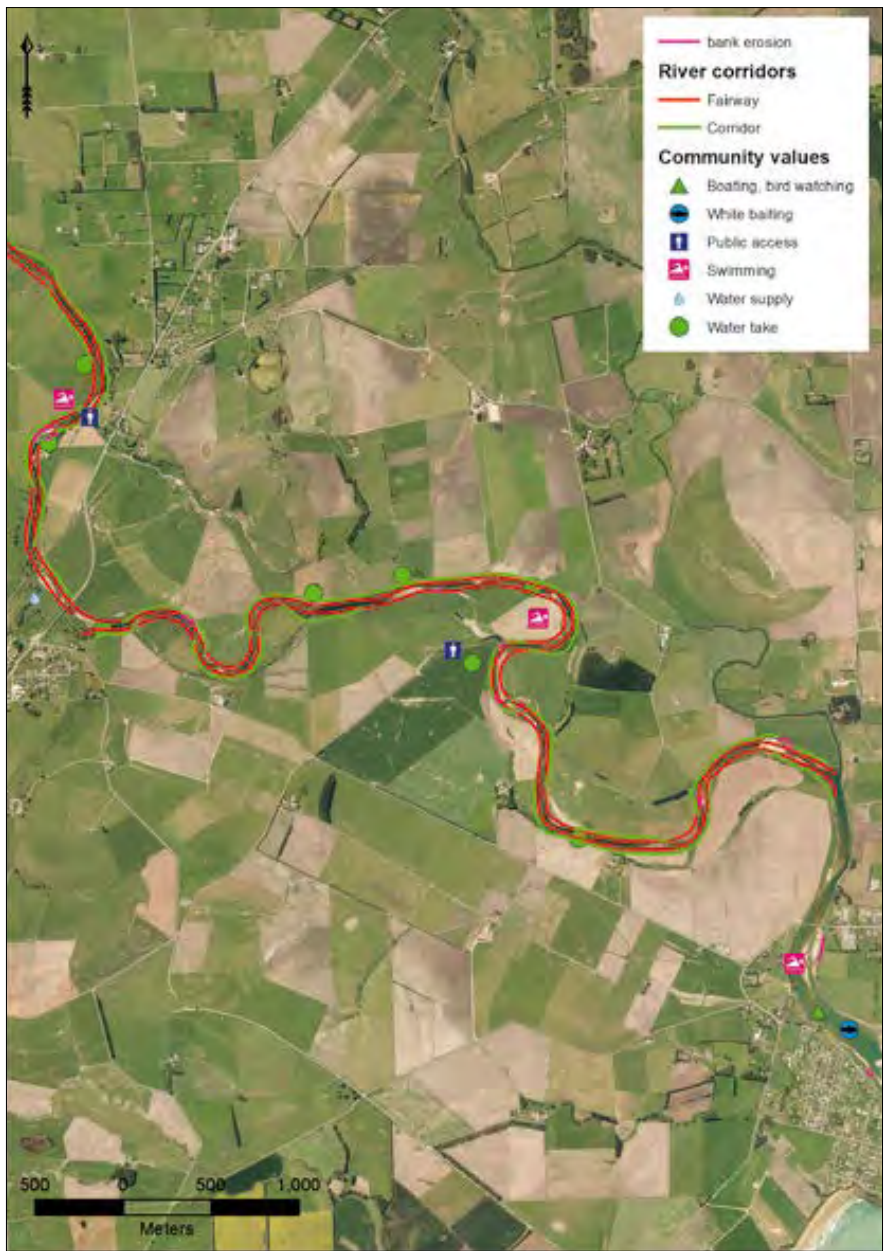 bank erosion
River corridors
Fairway
Corridor
Community values
Boating, bird watching
White baiting
Public access
Swimming
Water supply
Water take
500 0 500 1,000
Meters